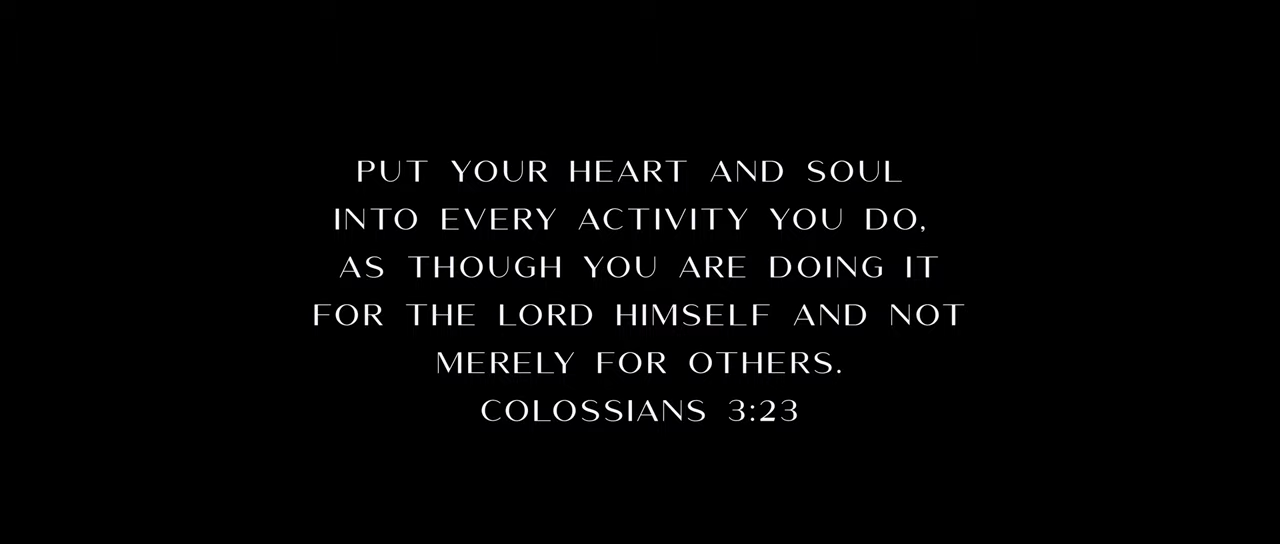 PUT YOUR HEART AND SOUL
INTO EVERY ACTIVITY YOU DO,
AS THOUGH YOU ARE DOING IT
FOR THE LORD HIMSELF AND NOT
MERELY FOR OTHERS.
COLOSSIANS 3:23